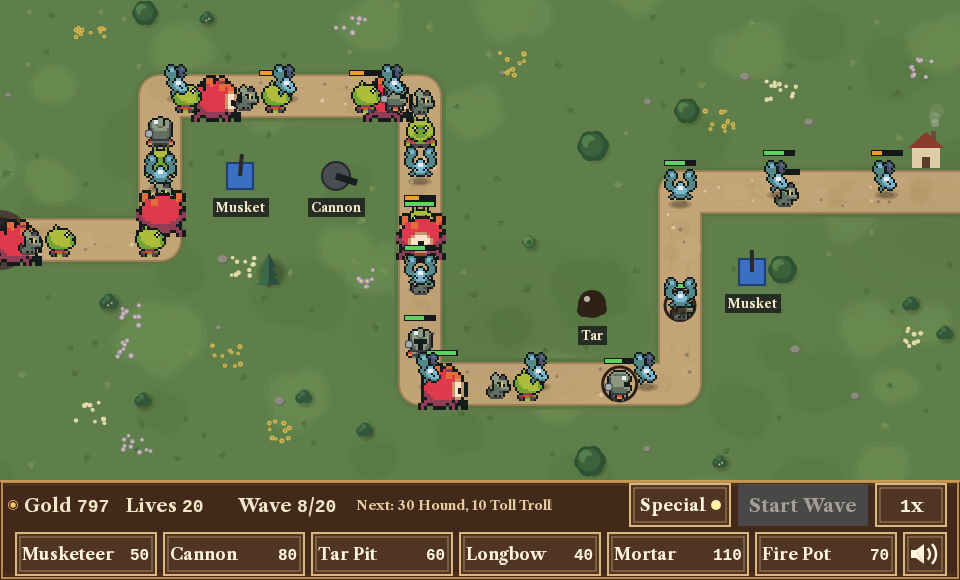 Musket
Cannon
Musket
Tar
Gold 797 Lives 20 Wave 8/20 Next: 30 Hound, 10 Toll Troll Special Start Wave 1x
Musketeer 50 Cannon 80 Tar Pit 60 Longbow 40 Mortar 110 Fire Pot 70